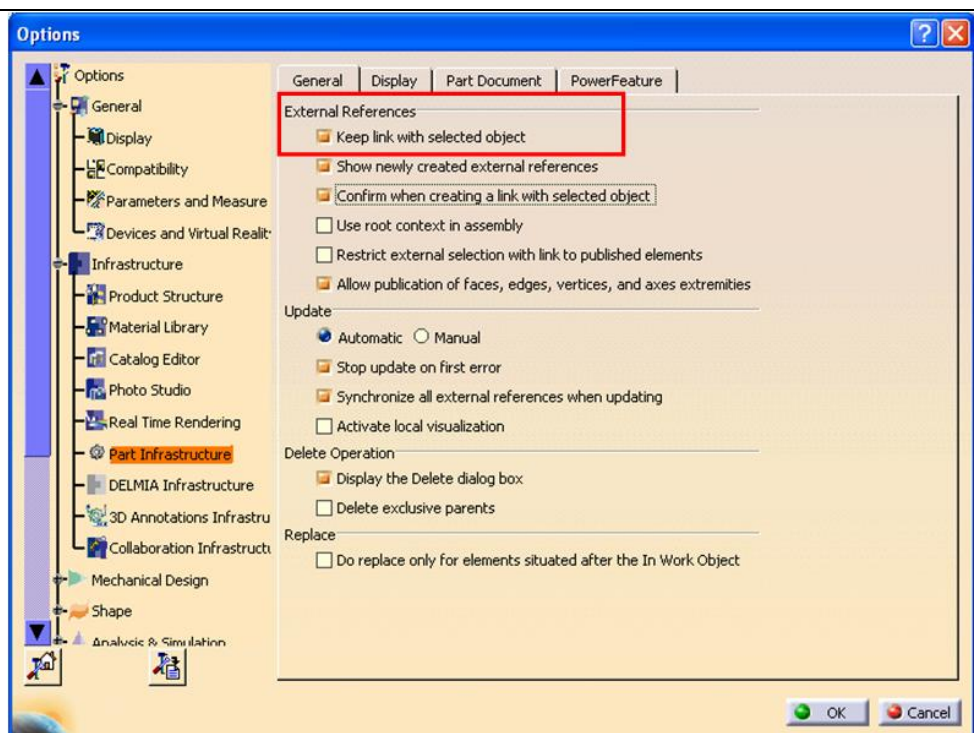 Options
Options
General
Display
Compatibility
Parameters and Measure
Devices and Virtual Realit
Infrastructure
Product Structure
Material Library
Catalog Editor
Photo Studio
Real Time Rendering
Part Infrastructure
DELMIA Infrastructure
3D Annotations Infrastru
Collaboration Infrastructu
Mechanical Design
Shape
Analysis & Simulation
General Display Part Document PowerFeature
External References
Keep link with selected object
Show newly created external references
Confirm when creating a link with selected object
Use root context in assembly
Restrict external selection with link to published elements
Allow publication of faces, edges, vertices, and axes extremities
Update
Automatic Manual
Stop update on first error
Synchronize all external references when updating
Activate local visualization
Delete Operation
Display the Delete dialog box
Delete exclusive parents
Replace
Do replace only for elements situated after the In Work Object
OK Cancel